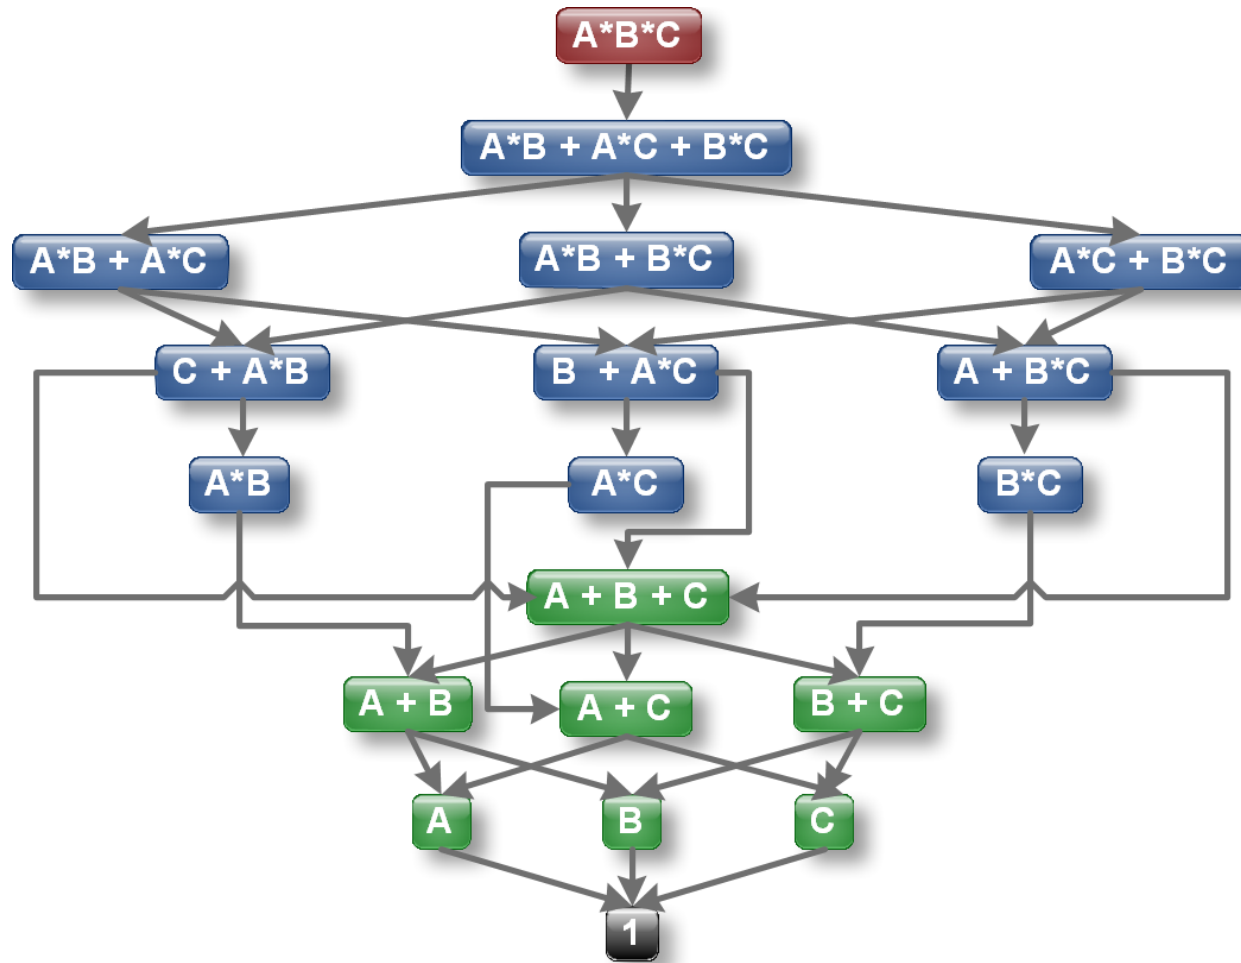 A*B*C
A*B + A*C + B*C
A*B + A*C
A*B + B*C
A*C + B*C
C + A*B
B + A*C
A + B*C
A*B
A*C
B*C
A + B + C
A + B
A + C
B + C
A
B
C
1